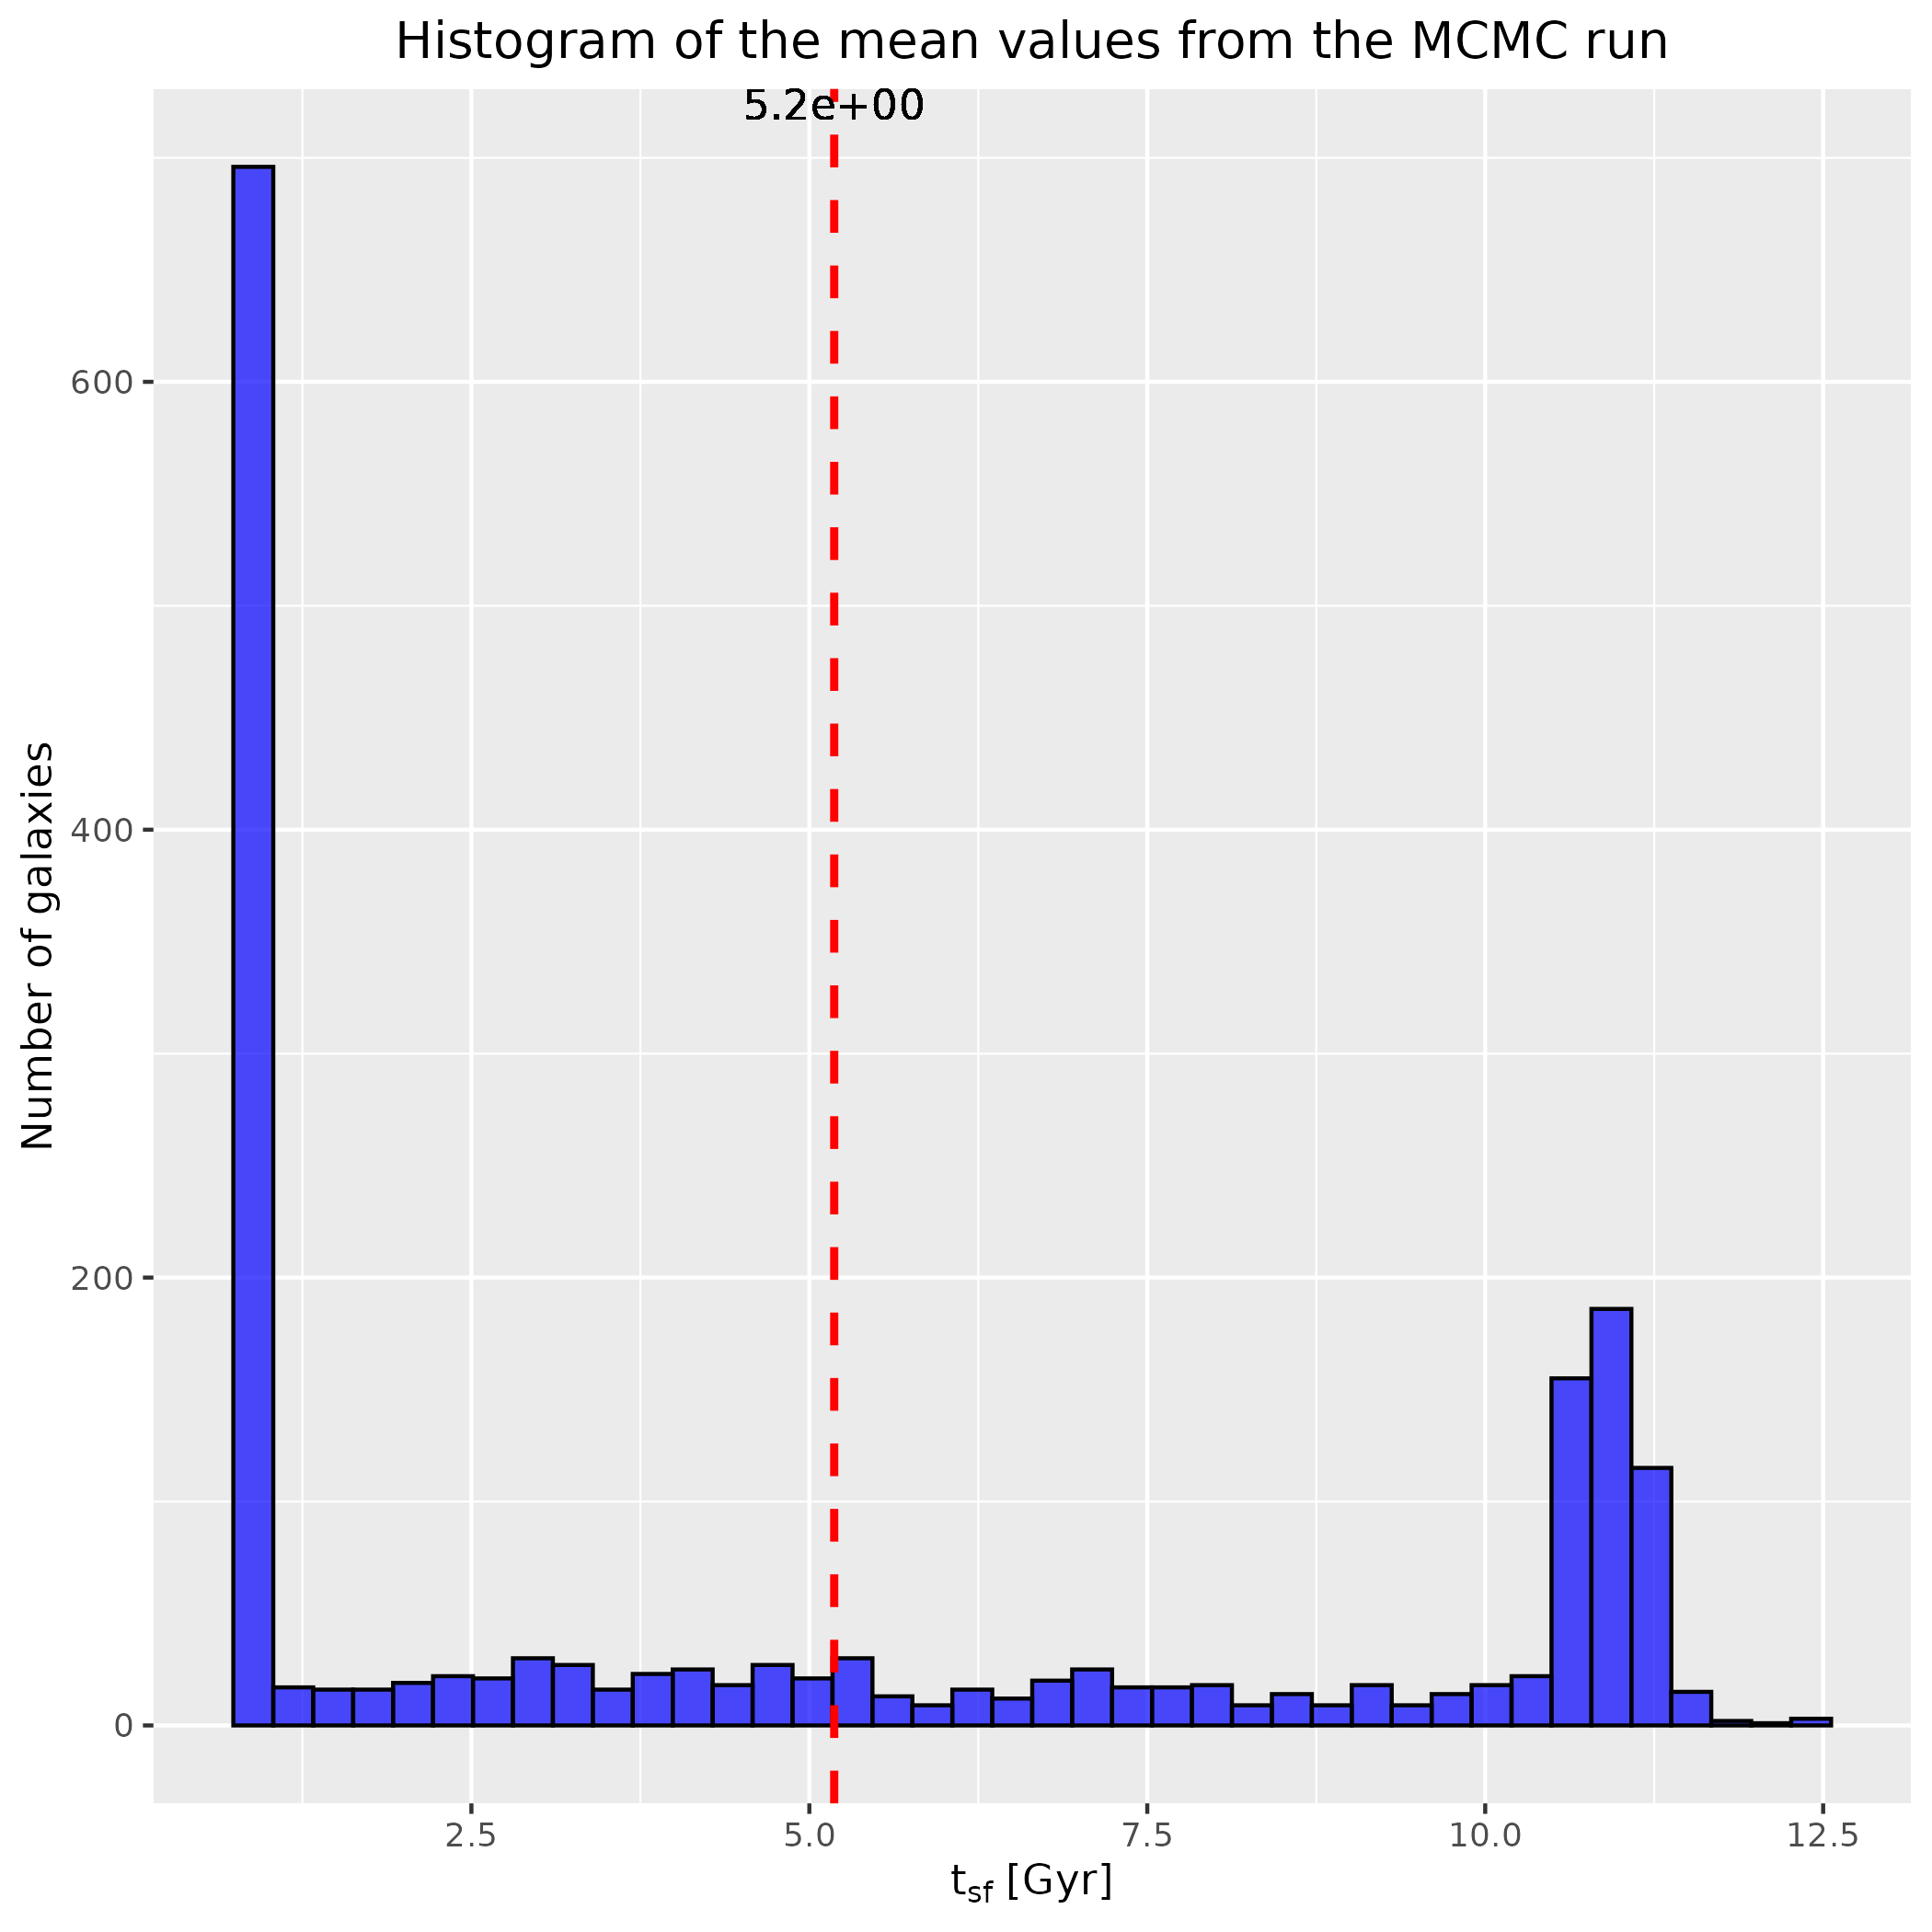 Histogram of the mean values from the MCMC run
5.2e+00
Number of galaxies
600
400
200
0
2.5 5.0 7.5 10.0 12.5
tsf [Gyr]